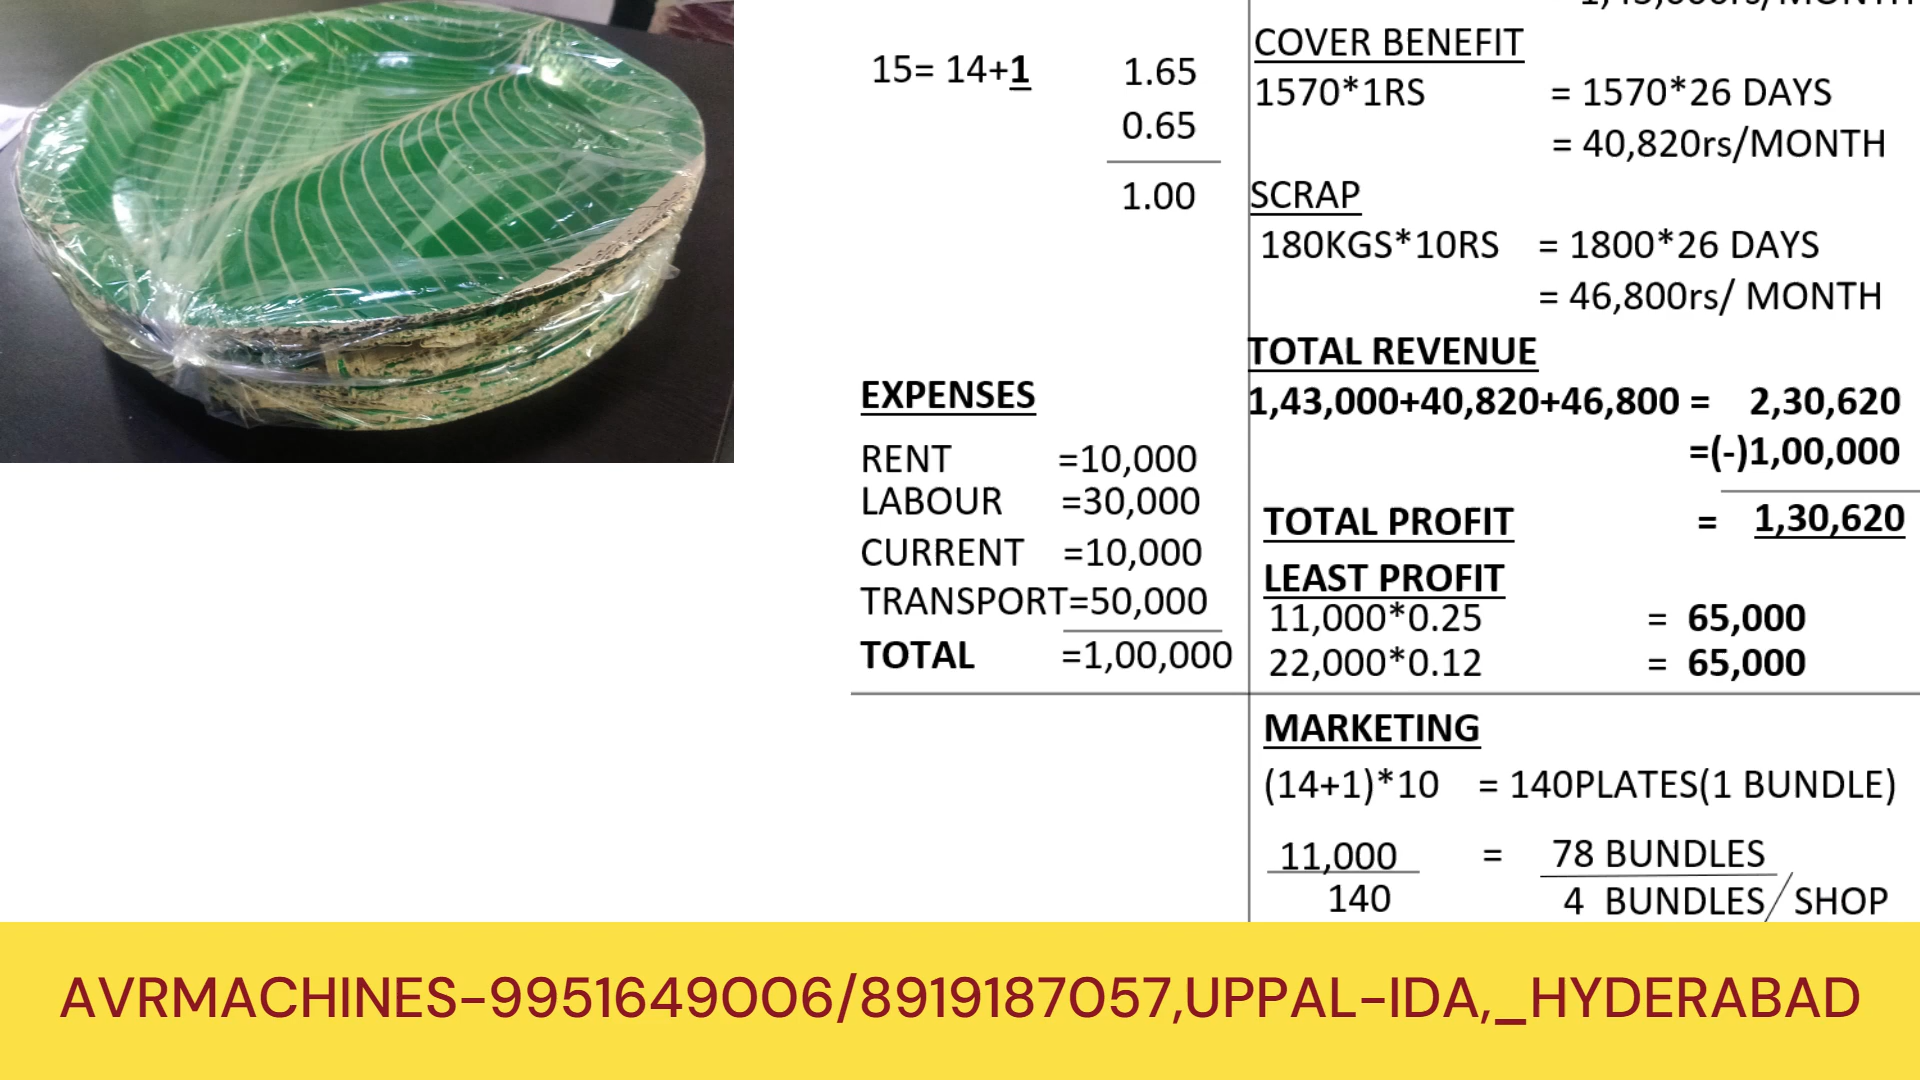 1,43,000rs/MONTH
15= 14+1
1.65
0.65
1.00
EXPENSES
RENT =10,000
LABOUR =30,000
CURRENT =10,000
TRANSPORT=50,000
TOTAL =1,00,000
COVER BENEFIT
1570*1RS = 1570*26 DAYS
= 40,820rs/MONTH
SCRAP
180KGS*10RS = 1800*26 DAYS
= 46,800rs/ MONTH
TOTAL REVENUE
1,43,000+40,820+46,800 = 2,30,620
=(-)1,00,000
TOTAL PROFIT = 1,30,620
LEAST PROFIT
11,000*0.25 = 65,000
22,000*0.12 = 65,000
MARKETING
(14+1)*10 = 140PLATES(1 BUNDLE)
11,000 = 78 BUNDLES
140 4 BUNDLES/SHOP
AVRMACHINES-9951649006/8919187057,UPPAL-IDA,_HYDERABAD